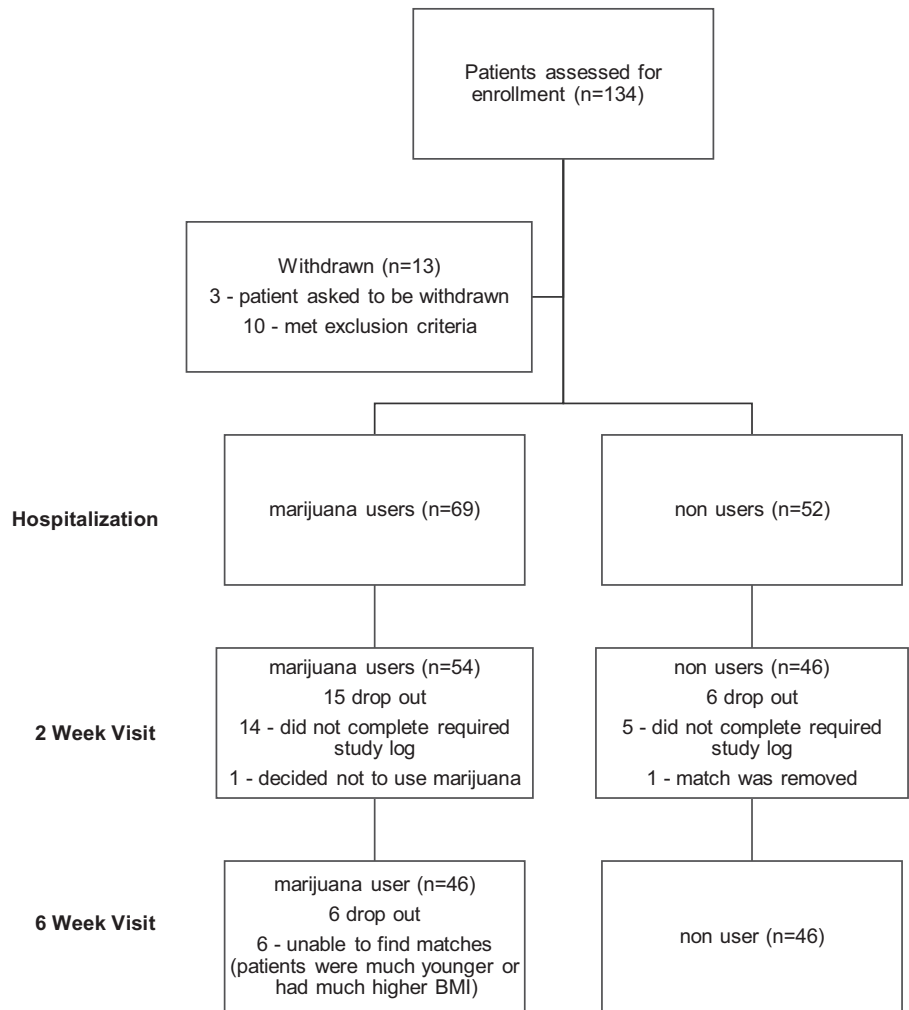 Patients assessed for
enrollment (n=134)
Withdrawn (n=13)
3 - patient asked to be withdrawn
10 - met exclusion criteria
Hospitalization
marijuana users (n=69)
non users (n=52)
2 Week Visit
marijuana users (n=54)
15 drop out
14 - did not complete required
study log
1 - decided not to use marijuana
non users (n=46)
6 drop out
5 - did not complete required
study log
1 - match was removed
6 Week Visit
marijuana user (n=46)
6 drop out
6 - unable to find matches
(patients were much younger or
had much higher BMI)
non user (n=46)